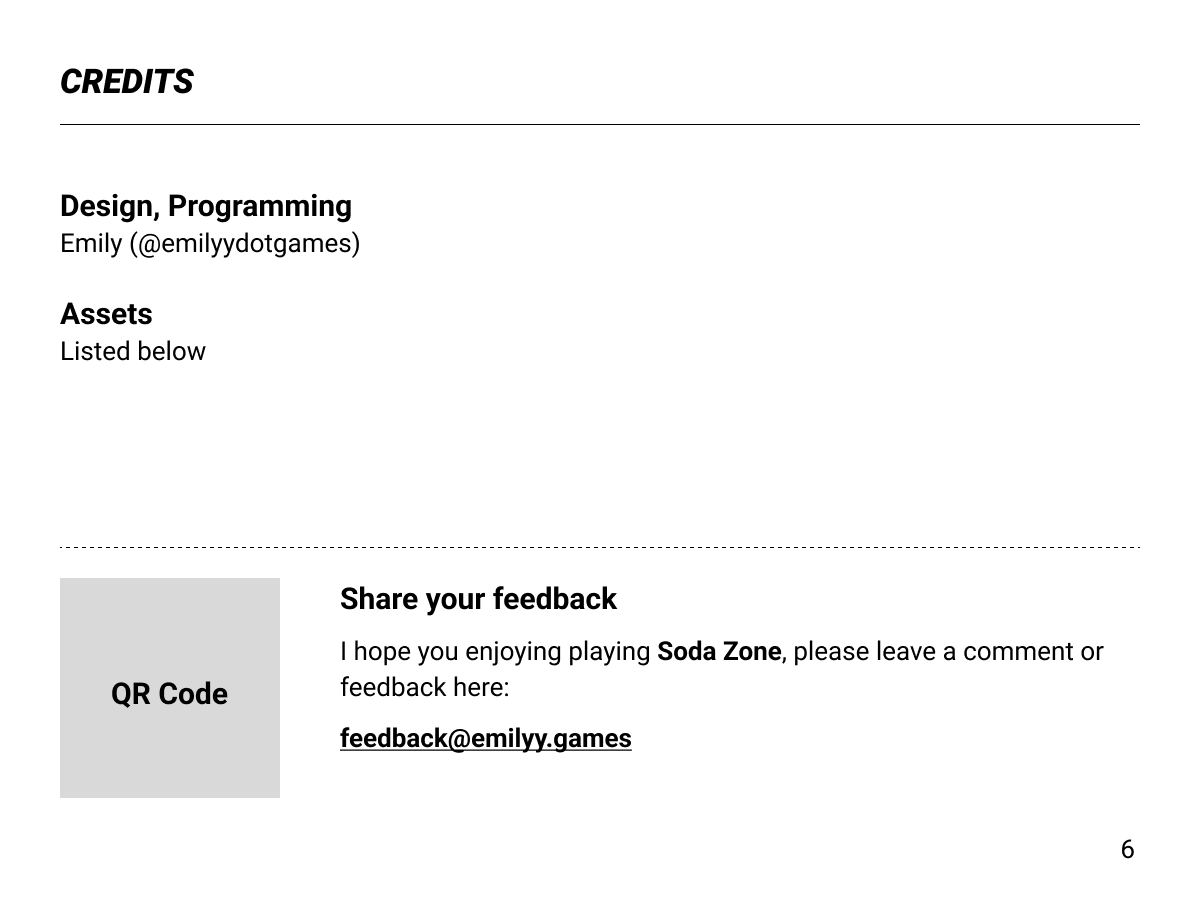 CREDITS
Design, Programming
Emily (@emilyydotgames)
Assets
Listed below
QR Code
Share your feedback
I hope you enjoying playing Soda Zone, please leave a comment or
feedback here:
feedback@emilyy.games
6